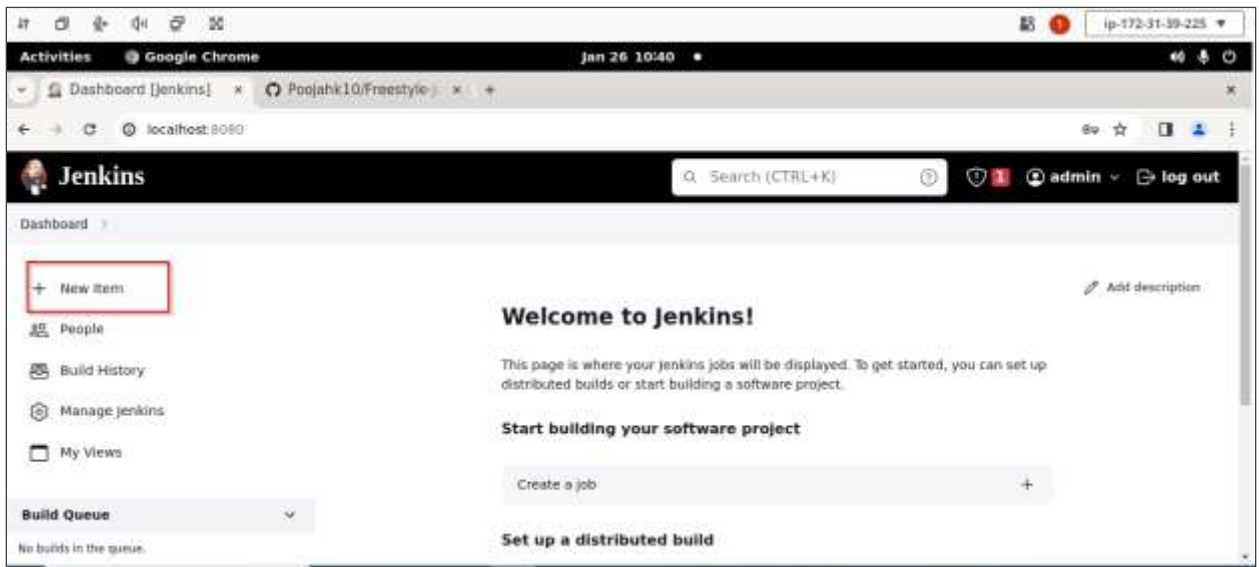 ip-172-31-39-225
Activities Google Chrome Jan 26 10:40
Dashboard [Jenkins] Poojahk10/Freestyle-
localhost:8080
Jenkins Search (CTRL+K) 1 admin log out
Dashboard
New Item
Add description
People
Build History
Manage Jenkins
My Views
Build Queue
No builds in the queue.
Welcome to Jenkins!
This page is where your Jenkins jobs will be displayed. To get started, you can set up
distributed builds or start building a software project.
Start building your software project
Create a job
Set up a distributed build